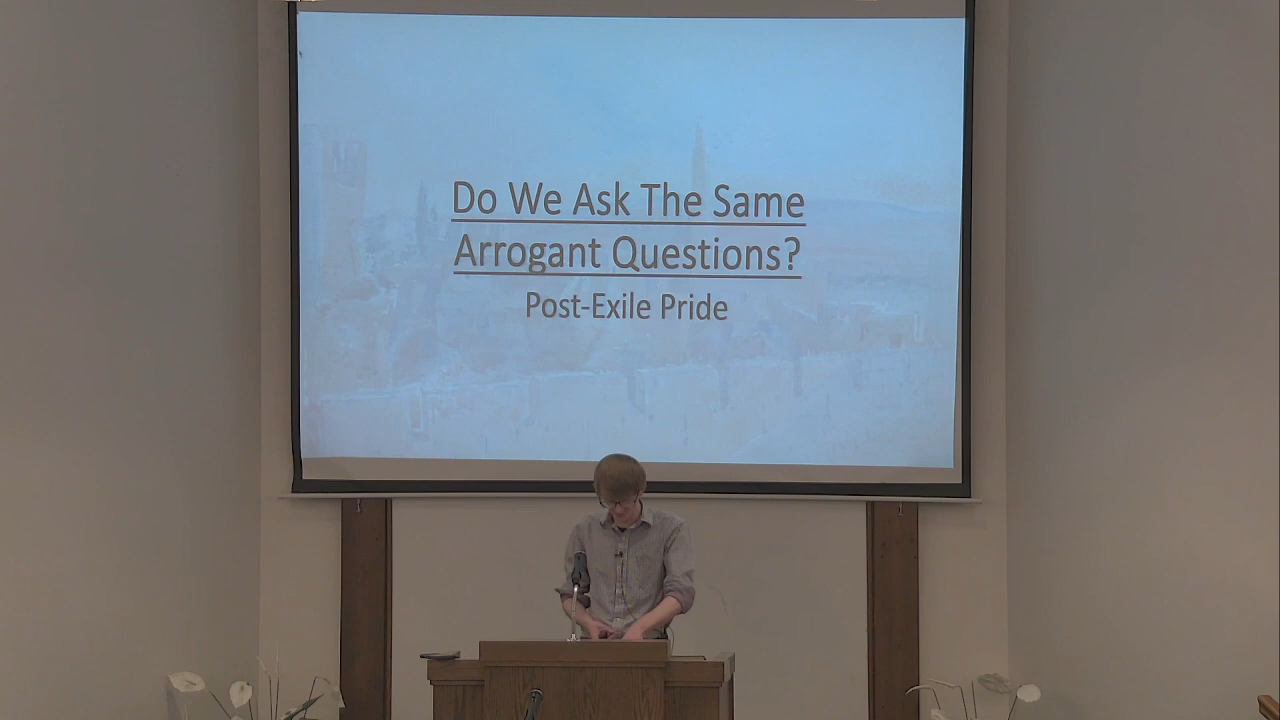 Do We Ask The Same
Arrogant Questions?
Post-Exile Pride